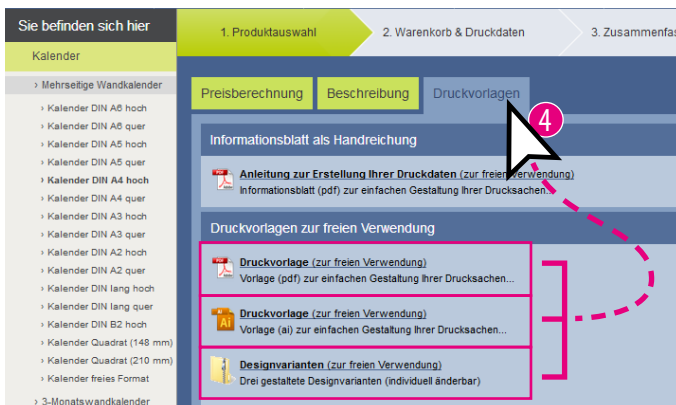 Sie befinden sich hier
Kalender
› Mehrseitige Wandkalender
› Kalender DIN A6 hoch
› Kalender DIN A6 quer
› Kalender DIN A5 hoch
› Kalender DIN A5 quer
› Kalender DIN A4 hoch
› Kalender DIN A4 quer
› Kalender DIN A3 hoch
› Kalender DIN A3 quer
› Kalender DIN A2 hoch
› Kalender DIN A2 quer
› Kalender DIN lang hoch
› Kalender DIN lang quer
› Kalender DIN B2 hoch
› Kalender Quadrat (148 mm)
› Kalender Quadrat (210 mm)
› Kalender freies Format
› 3-Monatswandkalender
1. Produktauswahl
2. Warenkorb & Druckdaten
3. Zusammenfas
Preisberechnung
Beschreibung
Druckvorlagen
4
Informationsblatt als Handreichung
Anleitung zur Erstellung Ihrer Druckdaten (zur freien Verwendung)
Informationsblatt (pdf) zur einfachen Gestaltung Ihrer Drucksachen...
Druckvorlagen zur freien Verwendung
Druckvorlage (zur freien Verwendung)
Vorlage (pdf) zur einfachen Gestaltung Ihrer Drucksachen...
Ai
Druckvorlage (zur freien Verwendung)
Vorlage (ai) zur einfachen Gestaltung Ihrer Drucksachen...
Designvarianten (zur freien Verwendung)
Drei gestaltete Designvarianten (individuell änderbar)